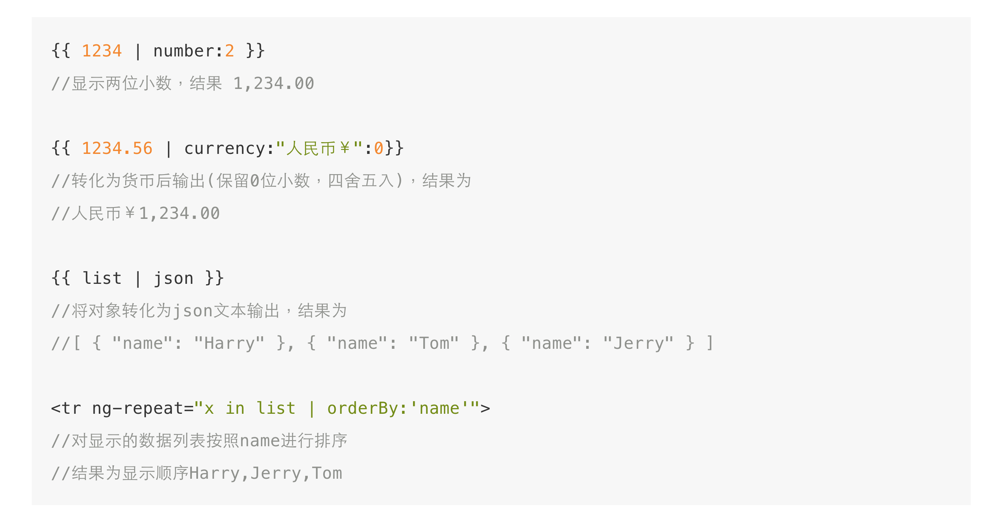 {{ 1234 | number:2 }}
//显示两位小数，结果 1,234.00
{{ 1234.56 | currency:"人民币￥":0}}
//转化为货币后输出(保留0位小数，四舍五入)，结果为
//人民币￥1,234.00
{{ list | json }}
//将对象转化为json文本输出，结果为
//[ { "name": "Harry" }, { "name": "Tom" }, { "name": "Jerry" } ]
<tr ng-repeat="x in list | orderBy:'name'">
//对显示的数据列表按照name进行排序
//结果为显示顺序Harry,Jerry,Tom